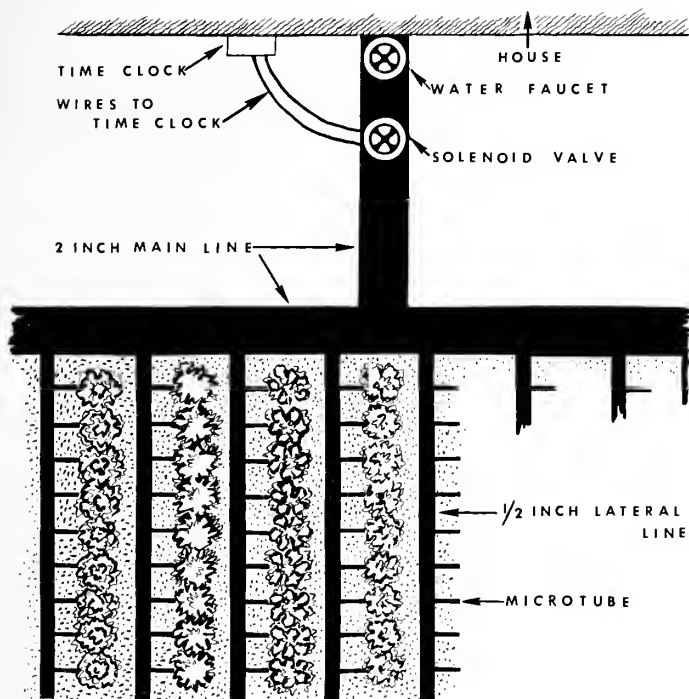 HOUSE
TIME CLOCK
WATER FAUCET
WIRES TO
TIME CLOCK
SOLENOID VALVE
2 INCH MAIN LINE
1/2 INCH LATERAL
LINE
MICROTUBE